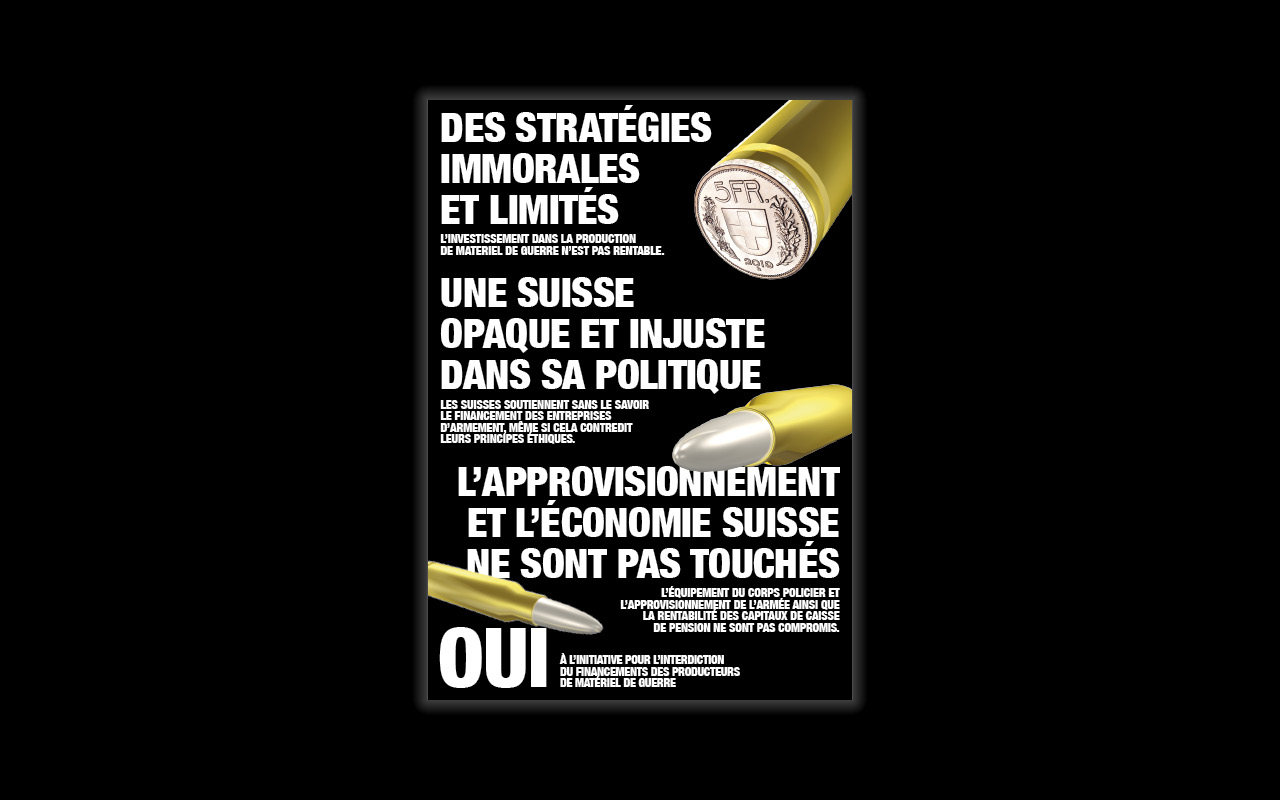 DES STRATÉGIES
IMMORALES
ET LIMITÉS
L'INVESTISSEMENT DANS LA PRODUCTION
DE MATERIEL DE GUERRE N'EST PAS RENTABLE.
5FR.
2010
UNE SUISSE
OPAQUE ET INJUSTE
DANS SA POLITIQUE
LES SUISSES SOUTIENNENT SANS LE SAVOIR
LE FINANCEMENT DES ENTREPRISES
D'ARMEMENT, MÊME SI CELA CONTREDIT
LEURS PRINCIPES ÉTHIQUES.
L'APPROVISIONNEMENT
ET L'ÉCONOMIE SUISSE
NE SONT PAS TOUCHÉS
L'ÉQUIPEMENT DU CORPS POLICIER ET
L'APPROVISIONNEMENT DE L'ARMÉE AINSI QUE
LA RENTABILITÉ DES CAPITAUX DE CAISSE
DE PENSION NE SONT PAS COMPROMIS.
OUI
À L'INITIATIVE POUR L'INTERDICTION
DU FINANCEMENTS DES PRODUCTEURS
DE MATÉRIEL DE GUERRE